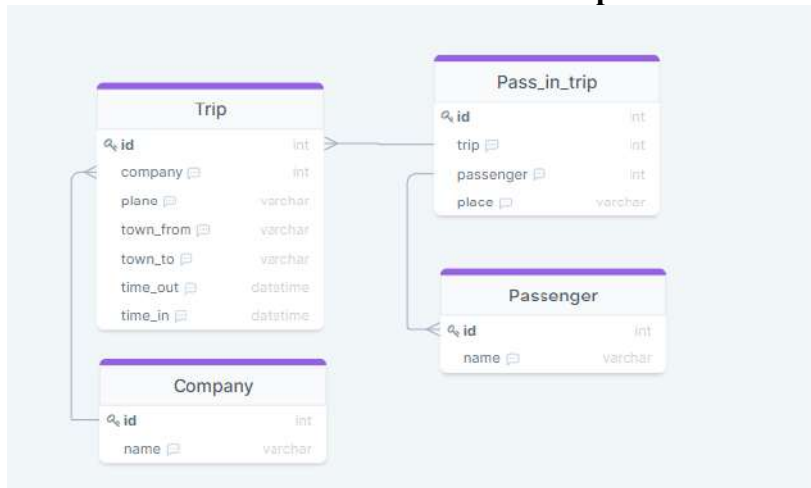 Trip
id int
company int
plane varchar
town_from varchar
town_to varchar
time_out datetime
time_in datetime
Company
id int
name varchar
Pass_in_trip
id int
trip int
passenger int
place varchar
Passenger
id int
name varchar